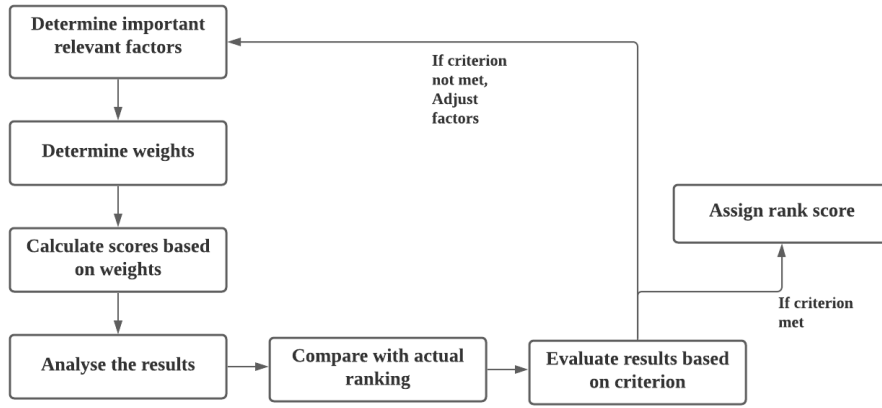 Determine important
relevant factors
If criterion
not met,
Adjust
factors
Determine weights
Assign rank score
Calculate scores based
on weights
If criterion
met
Analyse the results
Compare with actual
ranking
Evaluate results based
on criterion